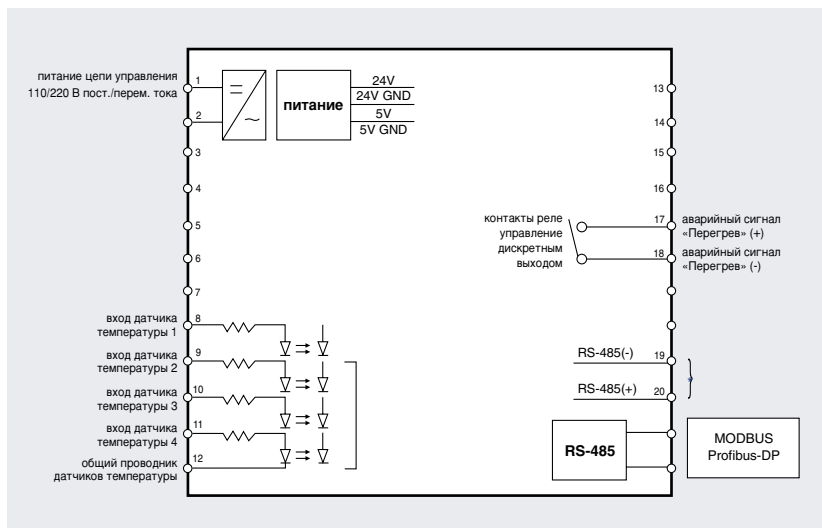 питание цепи управления
110/220 В пост./перем. тока
1
2
3
4
5
6
7
питание
24V
24V GND
5V
5V GND
13
14
15
16
контакты реле
управление
дискретным
выходом
17
аварийный сигнал
«Перегрев» (+)
18
аварийный сигнал
«Перегрев» (-)
вход датчика
температуры 1
8
вход датчика
температуры 2
9
вход датчика
температуры 3
10
вход датчика
температуры 4
11
общий проводник
датчиков температуры
12
RS-485(-)
19
RS-485(+)
20
RS-485
MODBUS
Profibus-DP